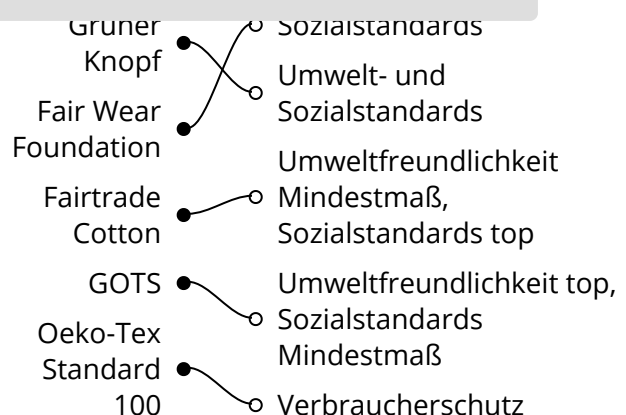 Grüner
Knopf
Fair Wear
Foundation
Fairtrade
Cotton
GOTS
Oeko-Tex
Standard
100
Sozialstandards
Umwelt- und
Sozialstandards
Umweltfreundlichkeit
Mindestmaß,
Sozialstandards top
Umweltfreundlichkeit top,
Sozialstandards
Mindestmaß
Verbraucherschutz